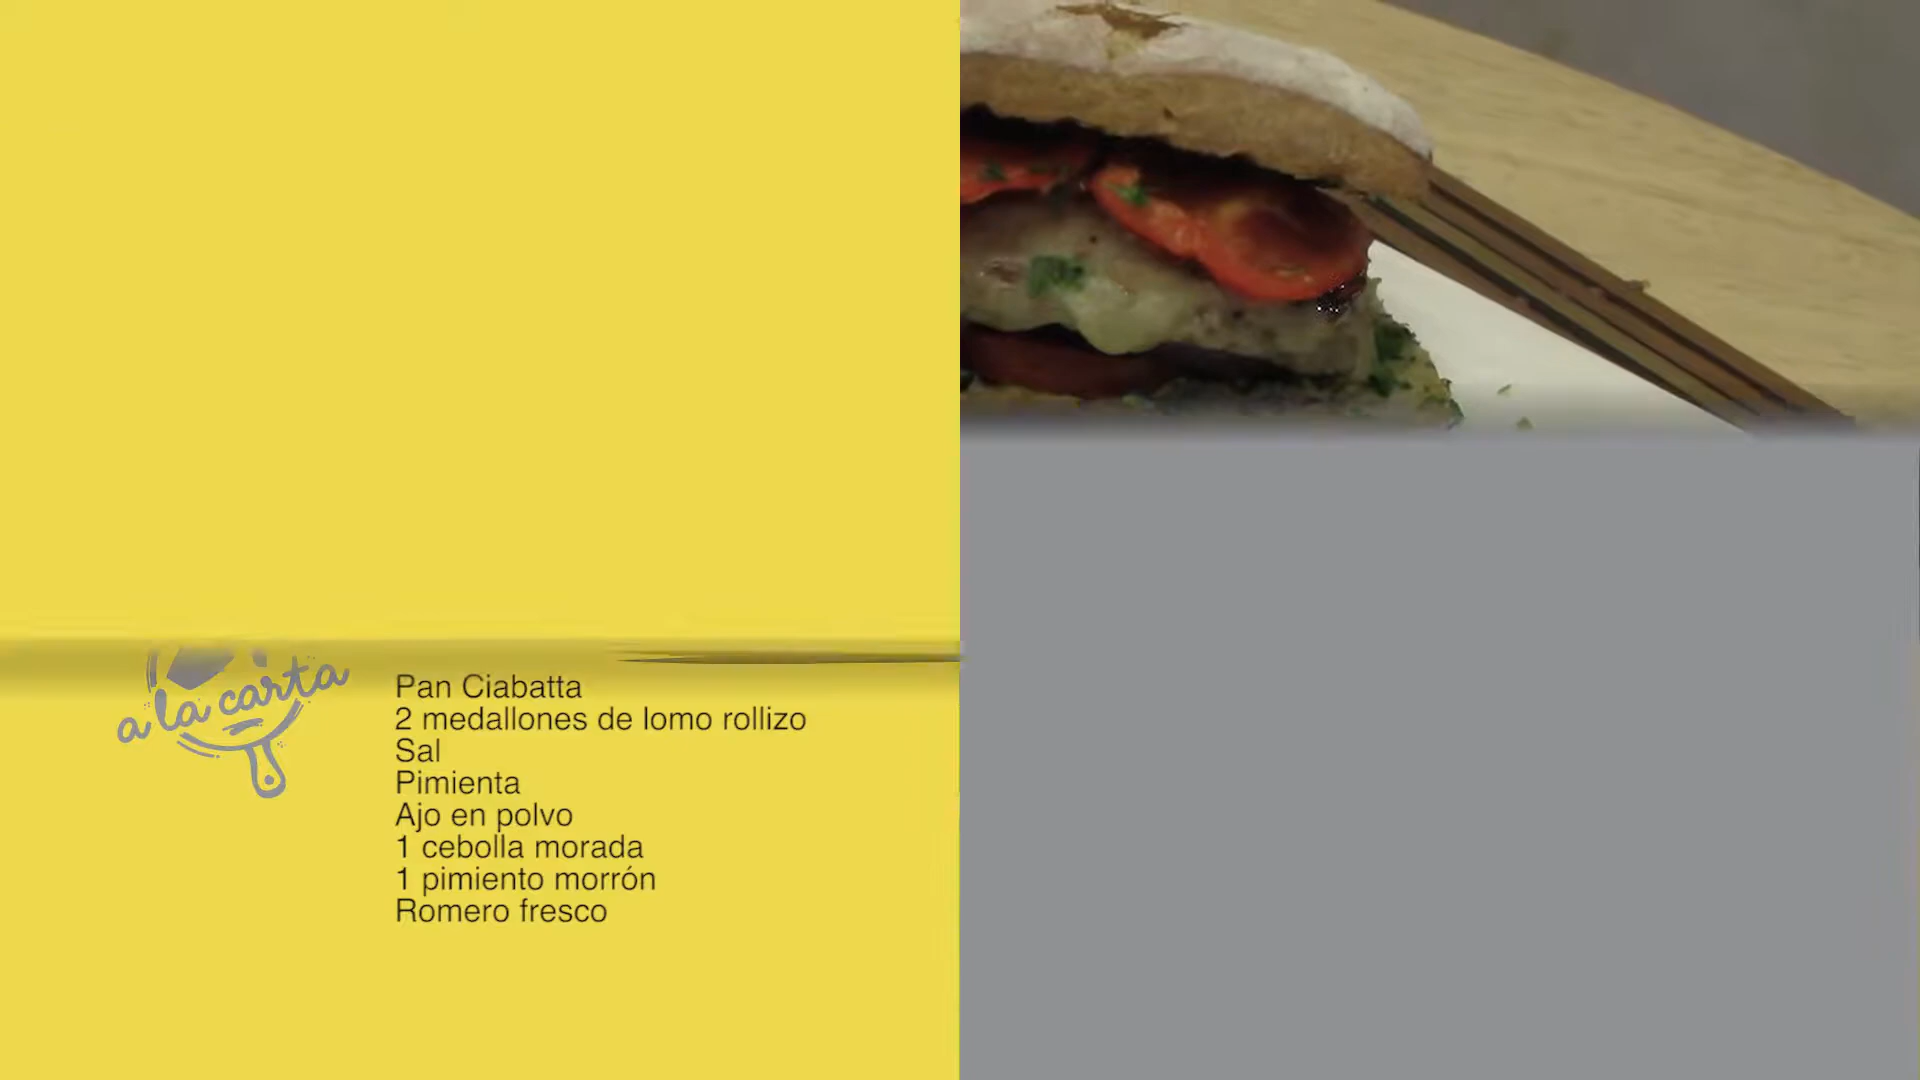 a la carta
Pan Ciabatta
2 medallones de lomo rollizo
Sal
Pimienta
Ajo en polvo
1 cebolla morada
1 pimiento morrón
Romero fresco